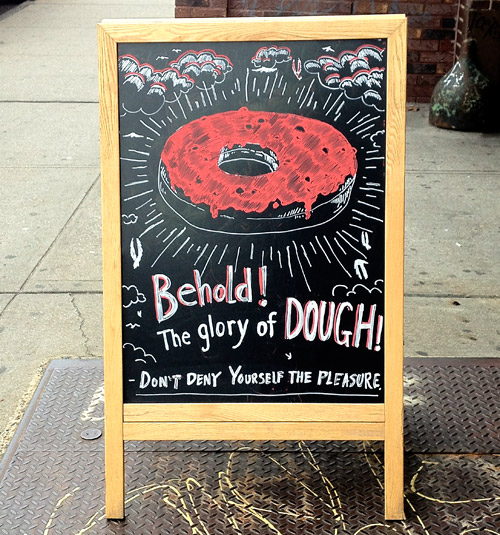 Behold!
The glory of DOUGH!
- DON'T DENY YOURSELF THE PLEASURE.